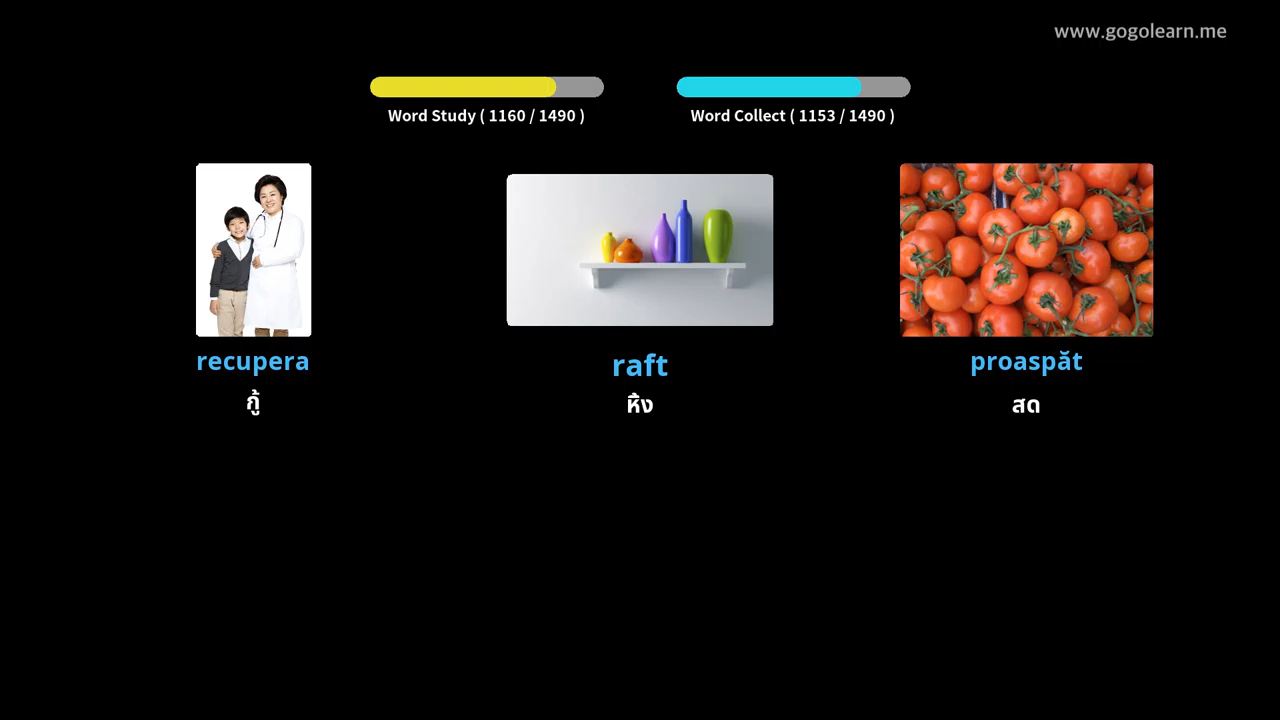 www.gogolearn.me
Word Study ( 1160 / 1490 )
Word Collect ( 1153 / 1490 )
recupera
raft
proaspăt
กู้
หิ้ง
สด